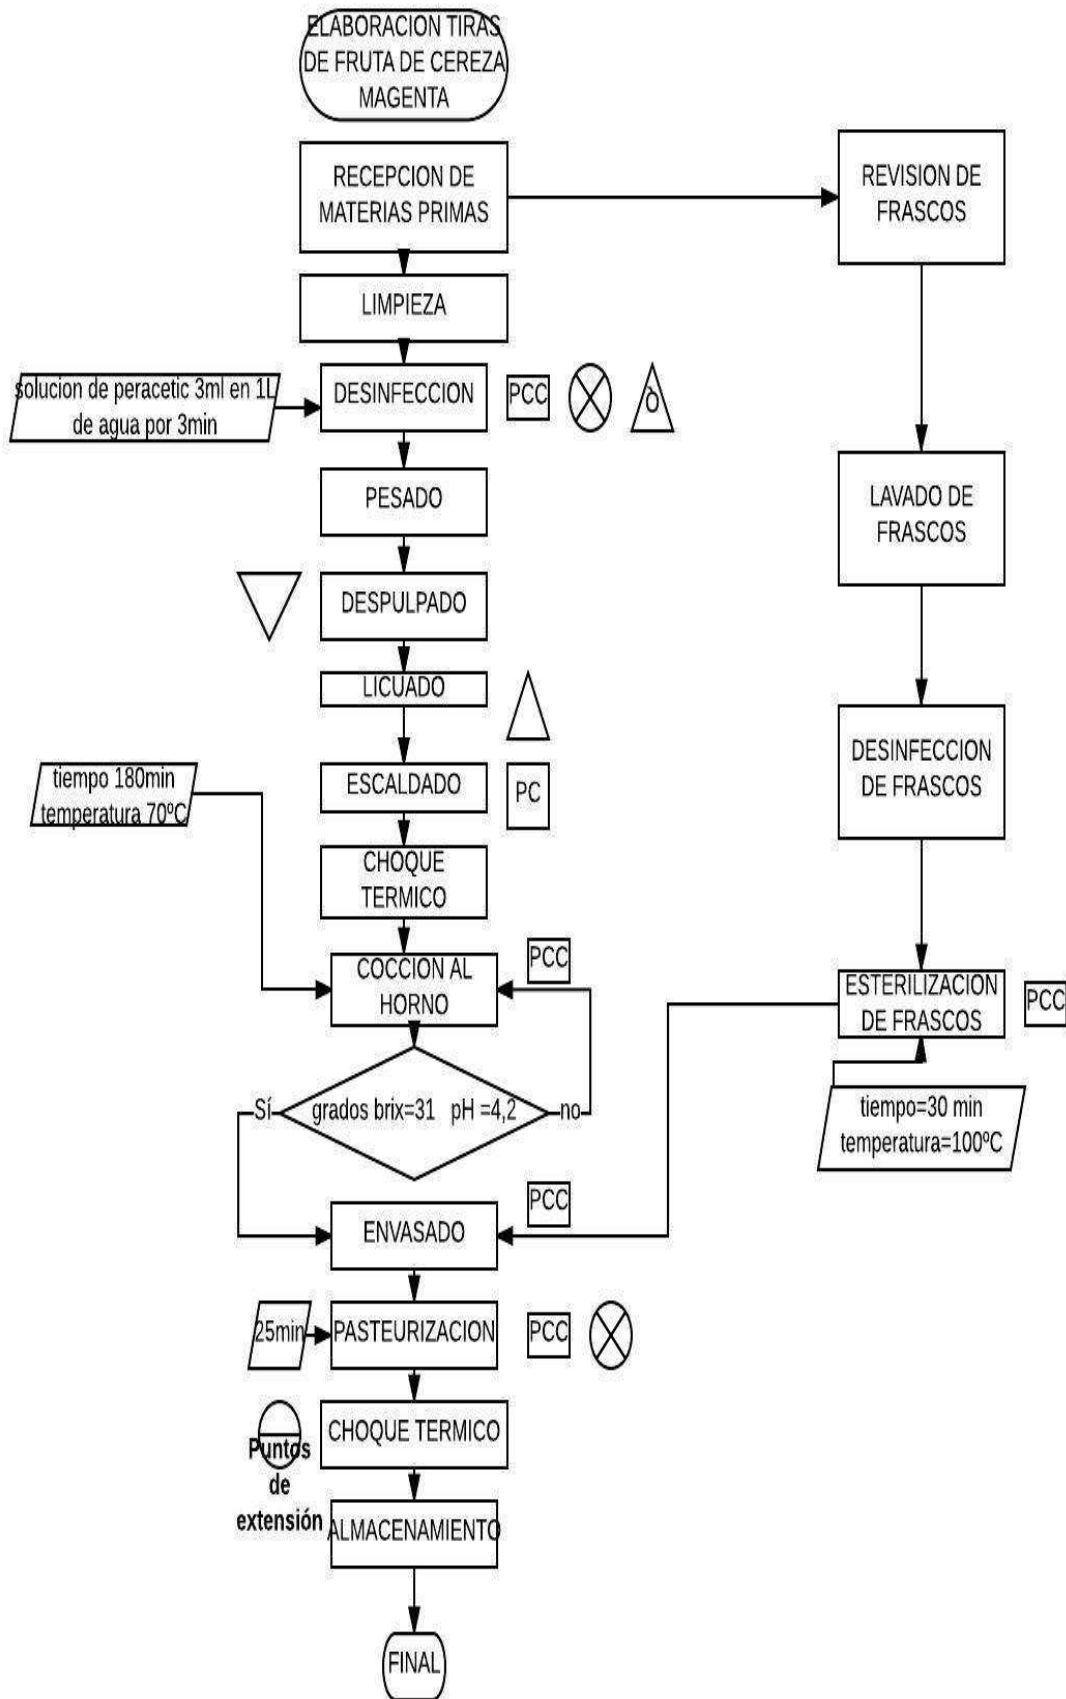 ELABORACION TIRAS
DE FRUTA DE CEREZA
MAGENTA
RECEPCION DE
MATERIAS PRIMAS
REVISION DE
FRASCOS
LIMPIEZA
solucion de peracetic 3ml en 1L
de agua por 3min
DESINFECCION
PCC
PESADO
LAVADO DE
FRASCOS
DESPULPADO
LICUADO
DESINFECCION
DE FRASCOS
tiempo 180min
temperatura 70ºC
ESCALDADO
PC
CHOQUE
TERMICO
PCC
COCCION AL
HORNO
ESTERILIZACION
DE FRASCOS
PCC
Sí
grados brix=31 pH =4,2
no
tiempo=30 min
temperatura=100ºC
PCC
ENVASADO
25min
PASTEURIZACION
PCC
CHOQUE TERMICO
Puntos
de
extensión
ALMACENAMIENTO
FINAL